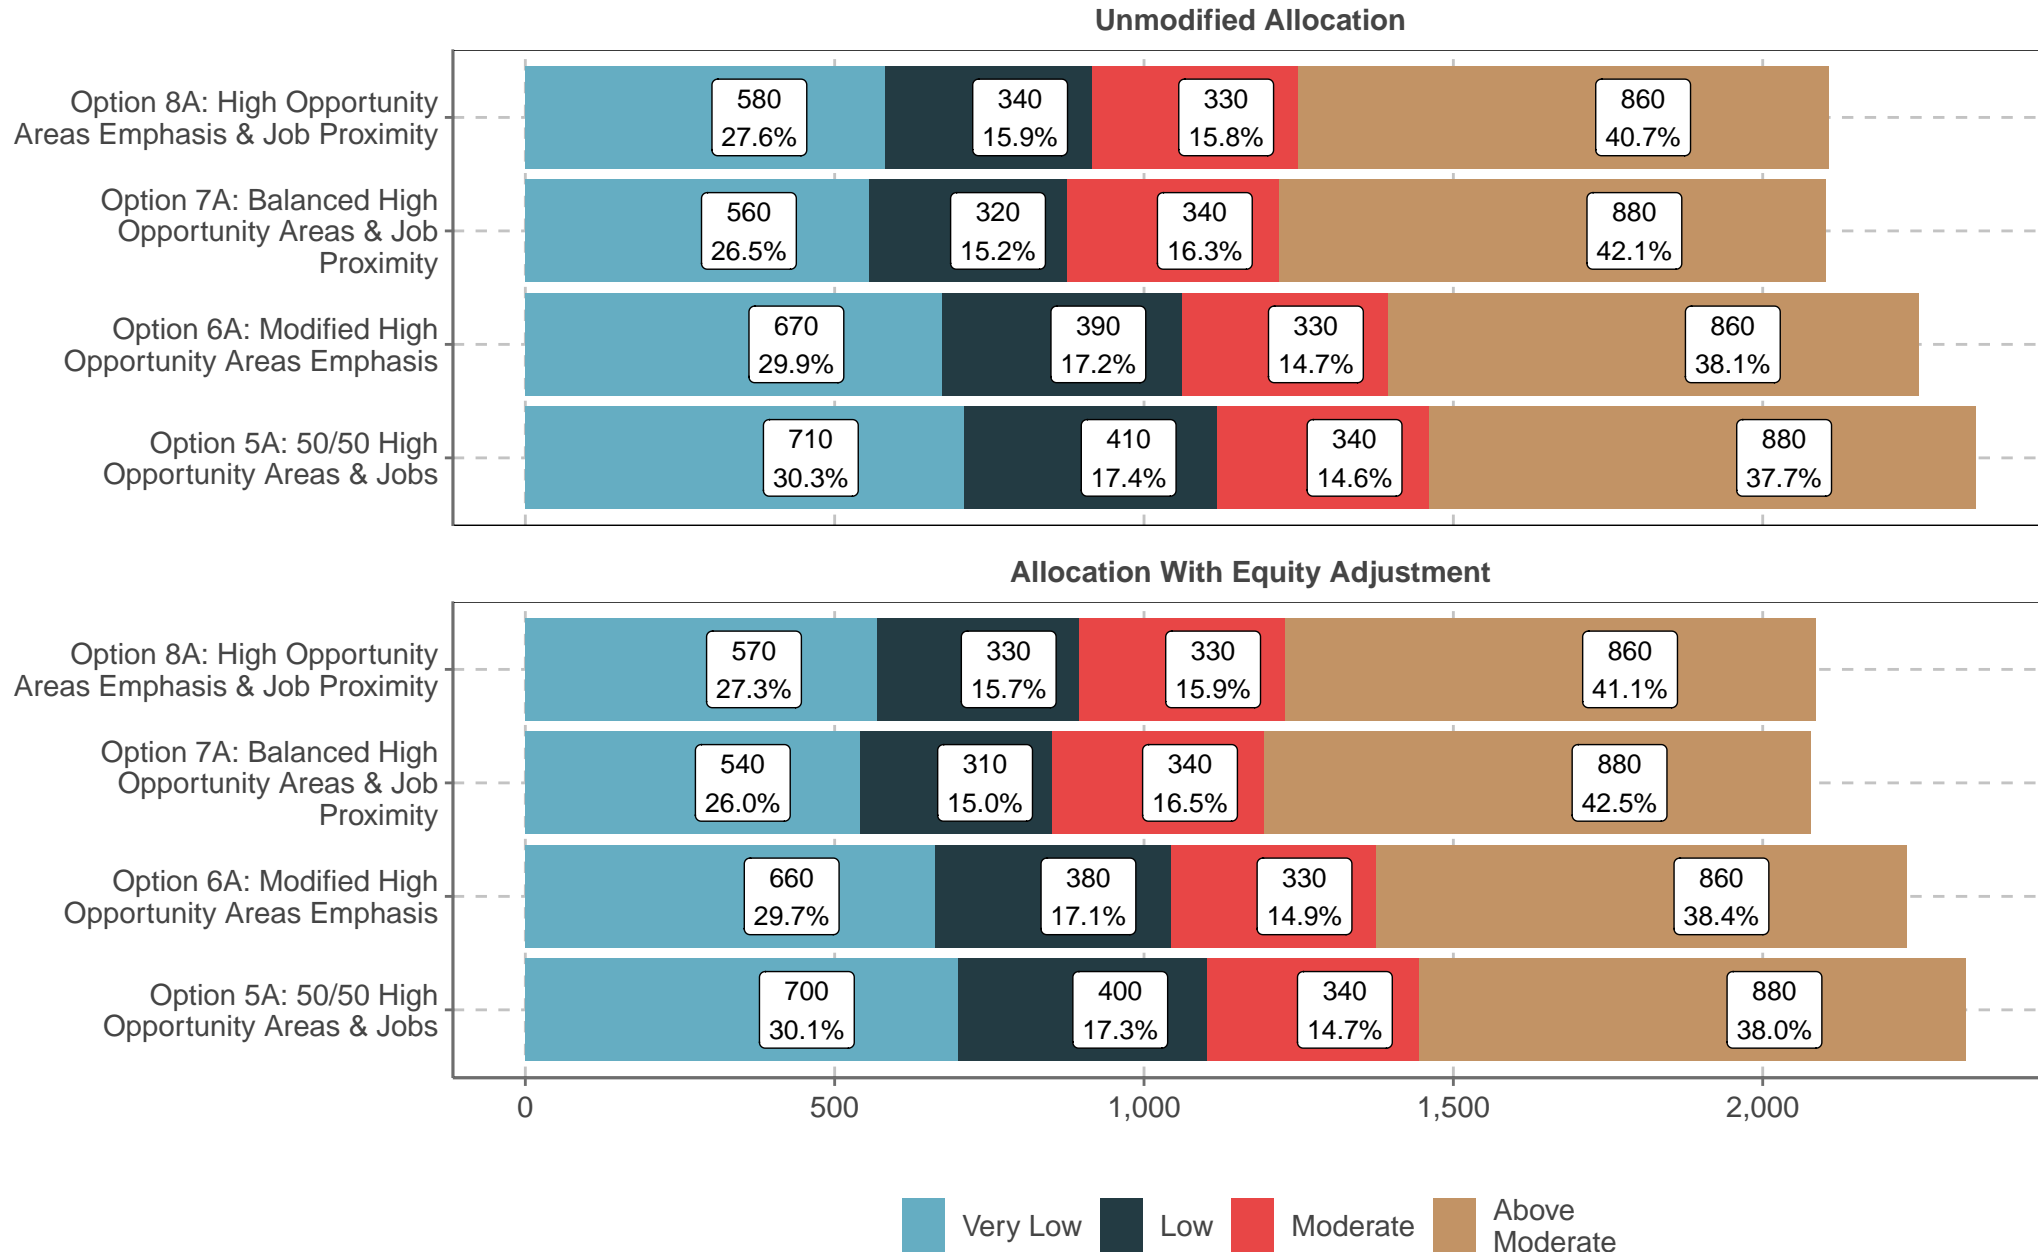 Unmodified Allocation
Option 8A: High Opportunity
Areas Emphasis & Job Proximity
580
27.6%
340
15.9%
330
15.8%
860
40.7%
Option 7A: Balanced High
Opportunity Areas & Job
Proximity
560
26.5%
320
15.2%
340
16.3%
880
42.1%
Option 6A: Modified High
Opportunity Areas Emphasis
670
29.9%
390
17.2%
330
14.7%
860
38.1%
Option 5A: 50/50 High
Opportunity Areas & Jobs
710
30.3%
410
17.4%
340
14.6%
880
37.7%
Allocation With Equity Adjustment
Option 8A: High Opportunity
Areas Emphasis & Job Proximity
570
27.3%
330
15.7%
330
15.9%
860
41.1%
Option 7A: Balanced High
Opportunity Areas & Job
Proximity
540
26.0%
310
15.0%
340
16.5%
880
42.5%
Option 6A: Modified High
Opportunity Areas Emphasis
660
29.7%
380
17.1%
330
14.9%
860
38.4%
Option 5A: 50/50 High
Opportunity Areas & Jobs
700
30.1%
400
17.3%
340
14.7%
880
38.0%
0
500
1,000
1,500
2,000
Very Low
Low
Moderate
Above
Moderate